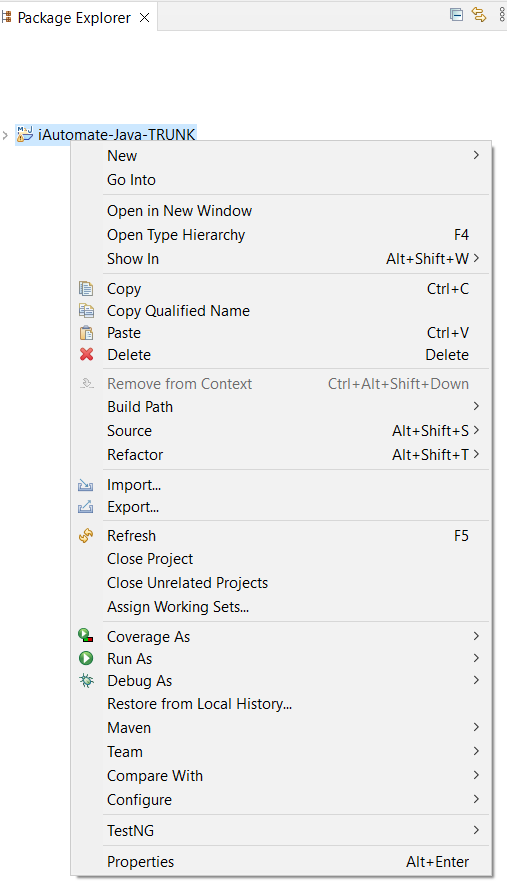 Package Explorer
iAutomate-Java-TRUNK
New
Go Into
Open in New Window
Open Type Hierarchy F4
Show In Alt+Shift+W
Copy Ctrl+C
Copy Qualified Name
Paste Ctrl+V
Delete Delete
Remove from Context Ctrl+Alt+Shift+Down
Build Path
Source Alt+Shift+S
Refactor Alt+Shift+T
Import...
Export...
Refresh F5
Close Project
Close Unrelated Projects
Assign Working Sets...
Coverage As
Run As
Debug As
Restore from Local History...
Maven
Team
Compare With
Configure
TestNG
Properties Alt+Enter